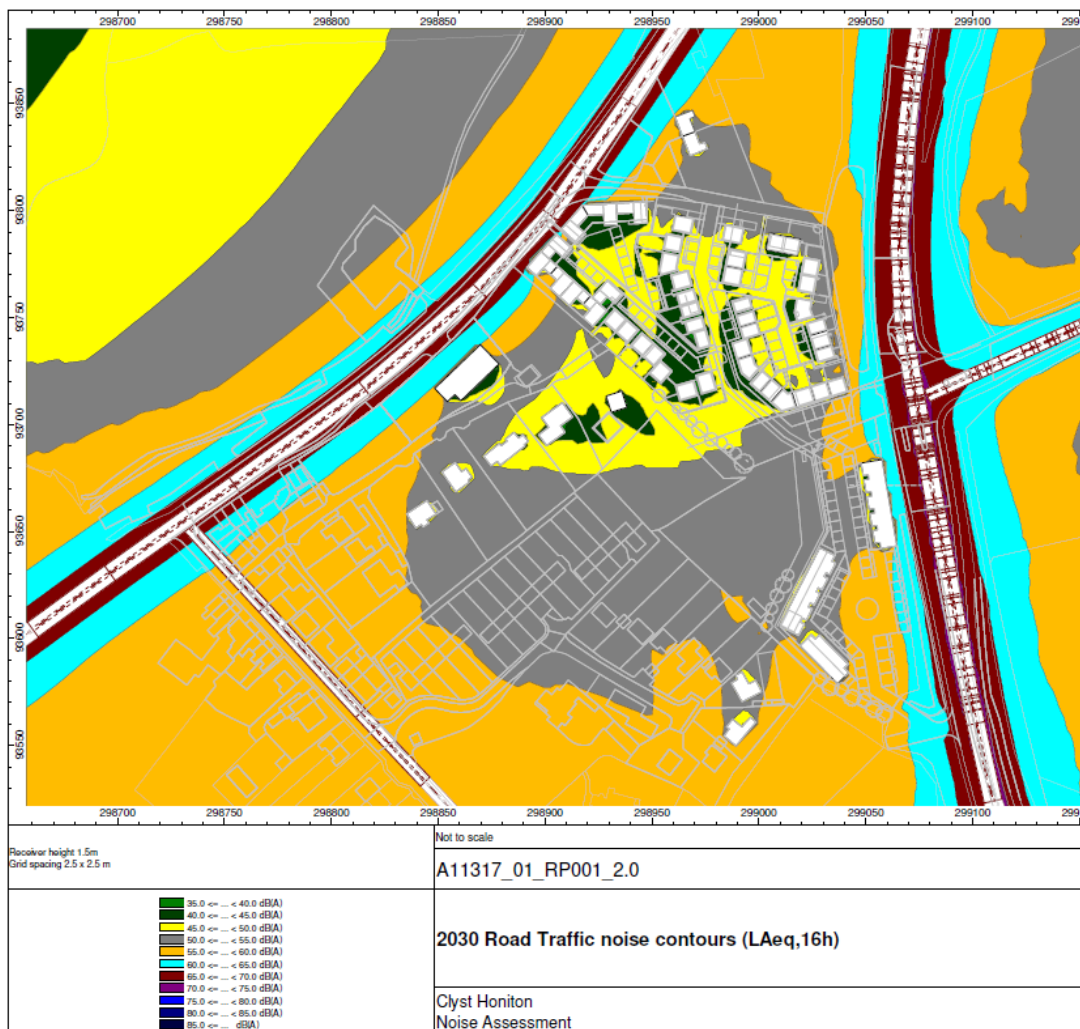 298700 298750 298800 298850 298900 298950 299000 299050 299100 299
93850
93800
93750
93700
93650
93600
93550
298700 298750 298800 298850 298900 298950 299000 299050 299100 299
Receiver height 1.5m
Grid spacing 2.5 x 2.5 m
Not to scale
A11317_01_RP001_2.0
35.0 <= ... < 40.0 dB(A)
40.0 <= ... < 45.0 dB(A)
45.0 <= ... < 50.0 dB(A)
50.0 <= ... < 55.0 dB(A)
55.0 <= ... < 60.0 dB(A)
60.0 <= ... < 65.0 dB(A)
65.0 <= ... < 70.0 dB(A)
70.0 <= ... < 75.0 dB(A)
75.0 <= ... < 80.0 dB(A)
80.0 <= ... < 85.0 dB(A)
85.0 <= ... dB(A)
2030 Road Traffic noise contours (LAeq,16h)
Clyst Honiton
Noise Assessment